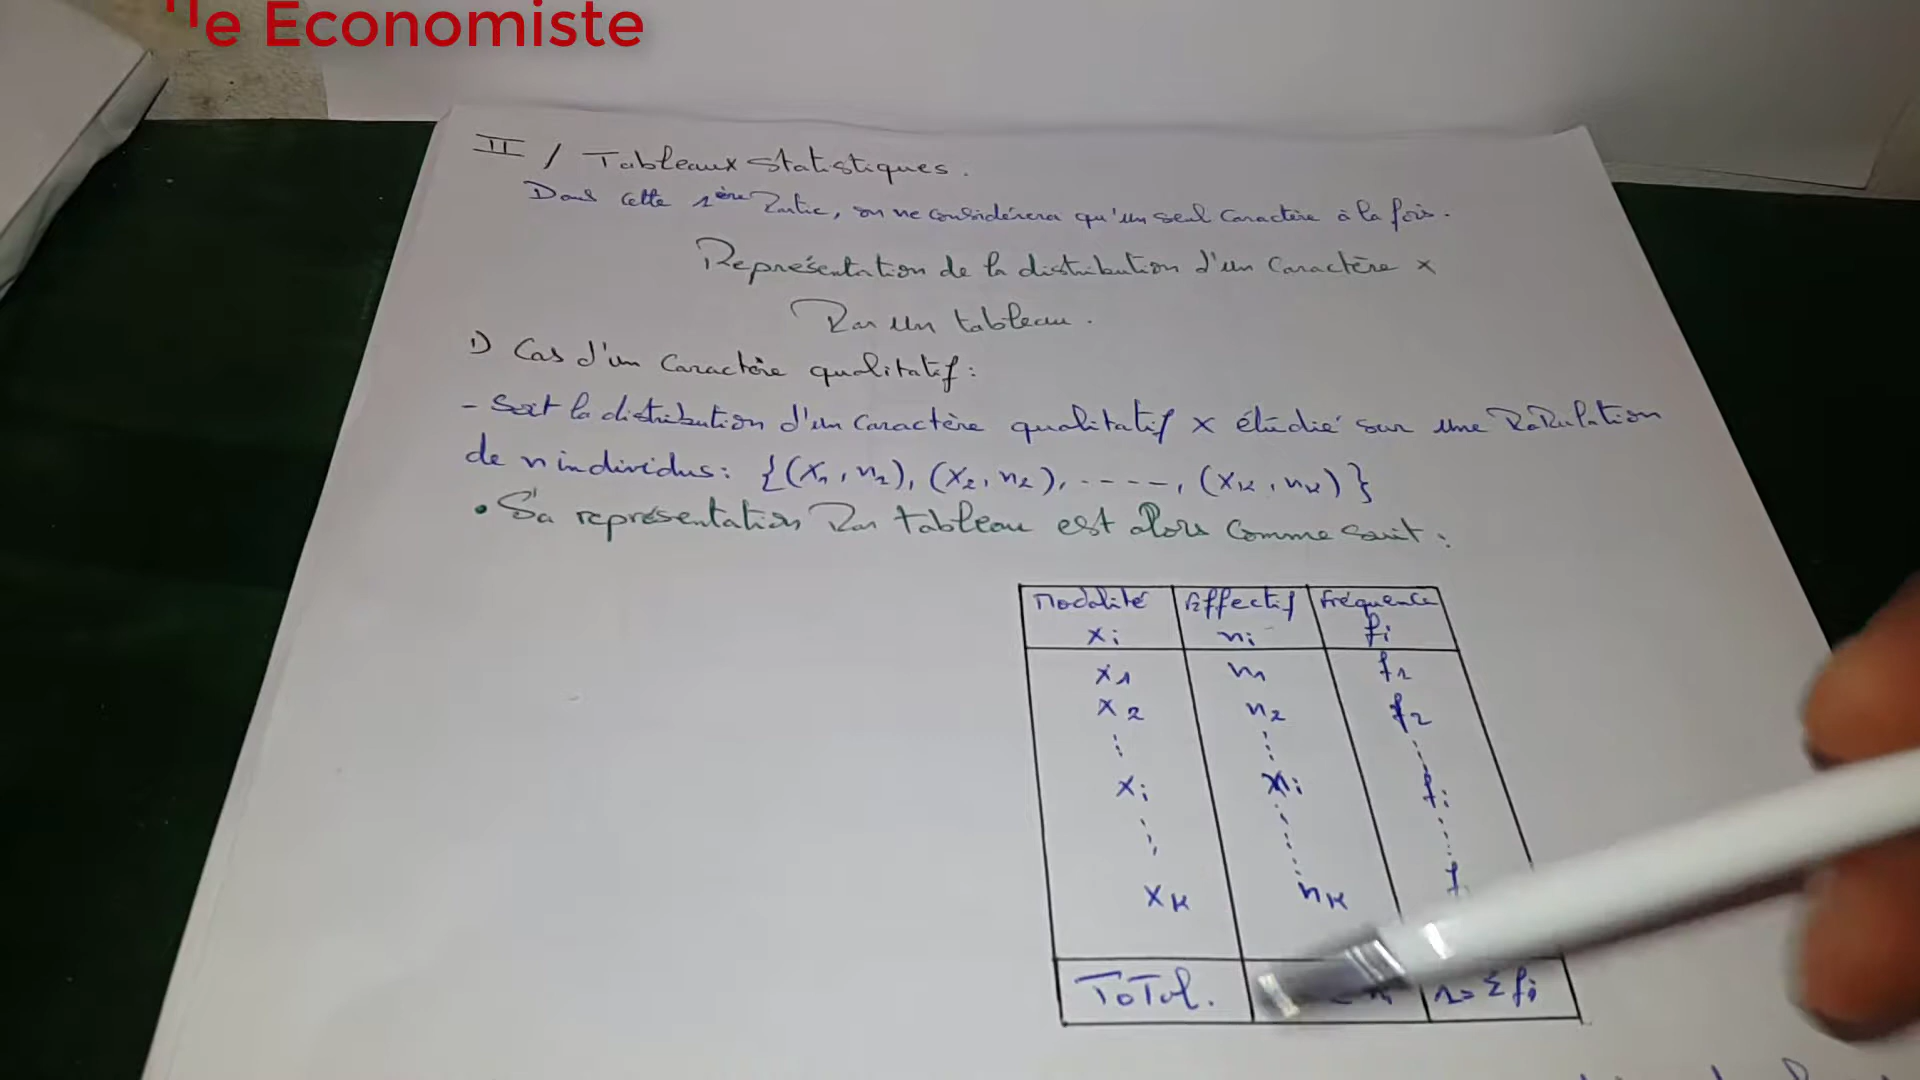 lle Economiste
II / Tableaux statistiques.
Dans cette 1ère Partie, on ne considérera qu'un seul Caractère à la fois.
Représentation de la distribution d'un Caractère x
Par un tableau.
1) Cas d'un Caractère qualitatif :
- Soit la distribution d'un Caractère qualitatif x étudié sur une Population
de n individus : {(x1, n1), (x2, n2), -----, (xk, nk)}
• Sa représentation Par tableau est alors comme suit :
Modalité Effectif Fréquence
xi ni fi
x1 n1 f1
x2 n2 f2
xi ni fi
xk nk f
Total. 1 = Σ fi